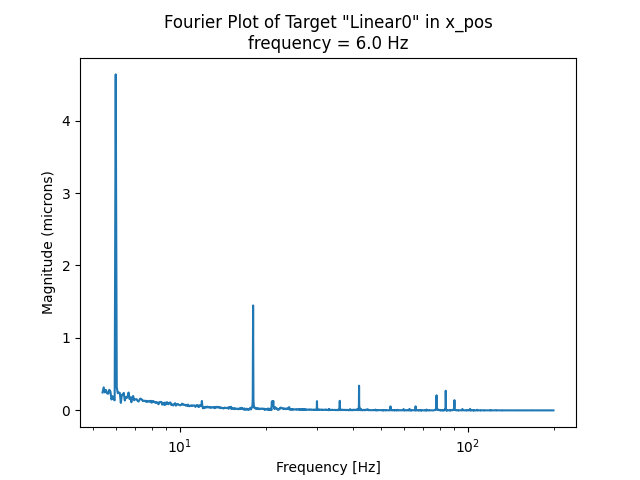 Fourier Plot of Target "Linear0" in x_pos
frequency = 6.0 Hz
Magnitude (microns)
4
3
2
1
0
10¹
10²
Frequency [Hz]